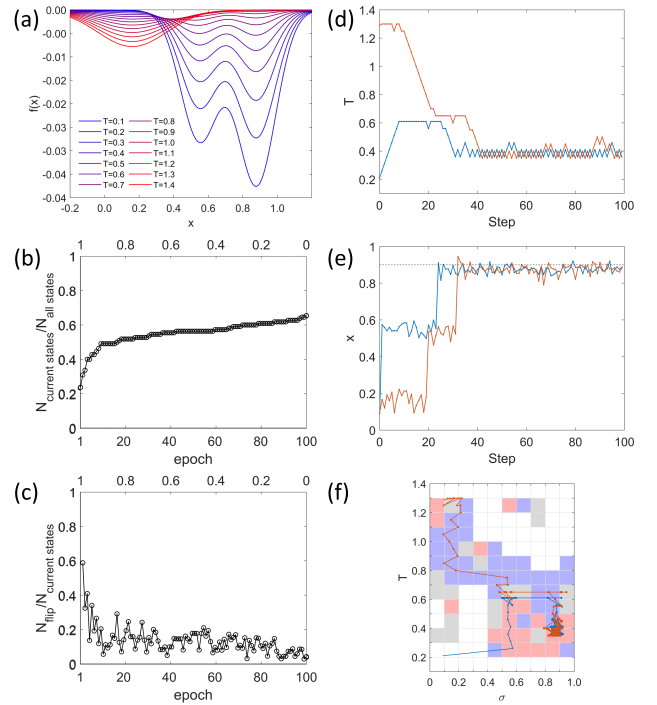 (a)
0.00
-0.00
-0.01
-0.01
-0.02
-0.02
-0.03
-0.03
-0.04
f(x)
T=0.1 T=0.8
T=0.2 T=0.9
T=0.3 T=1.0
T=0.4 T=1.1
T=0.5 T=1.2
T=0.6 T=1.3
T=0.7 T=1.4
-0.2 0.0 0.2 0.4 0.6 0.8 1.0
x
(d)
1.4
1.2
1
0.8
0.6
0.4
0.2
0
T
0 20 40 60 80 100
Step
(b)
1 0.8 0.6 0.4 0.2 0
1
0.8
0.6
0.4
0.2
0
N current states/N all states
1 20 40 60 80 100
epoch
(e)
1
0.8
0.6
0.4
0.2
0
x
0 20 40 60 80 100
Step
(c)
1 0.8 0.6 0.4 0.2 0
1
0.8
0.6
0.4
0.2
0
N flip/N current states
1 20 40 60 80 100
epoch
(f)
1.4
1.2
1.0
0.8
0.6
0.4
0.2
T
0 0.2 0.4 0.6 0.8 1.0
σ